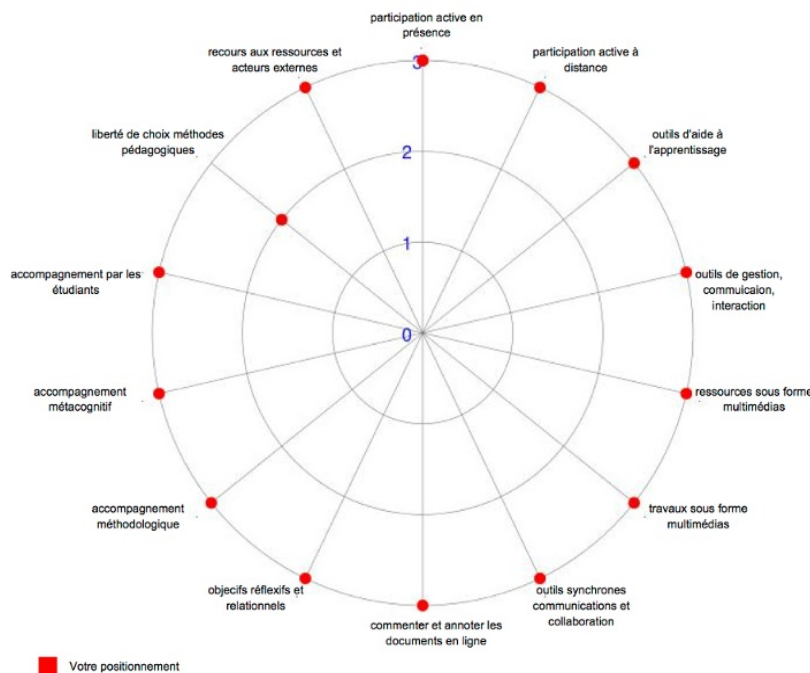 participation active en
présence
recours aux ressources et
acteurs externes
participation active à
distance
3
liberté de choix méthodes
pédagogiques
outils d'aide à
l'apprentissage
2
1
accompagnement par les
étudiants
outils de gestion,
commuicaion,
interaction
0
accompagnement
métacognitif
ressources sous forme
multimédias
accompagnement
méthodologique
travaux sous forme
multimédias
objecifs réflexifs et
relationnels
outils synchrones
communications et
collaboration
commenter et annoter les
documents en ligne
Votre positionnement